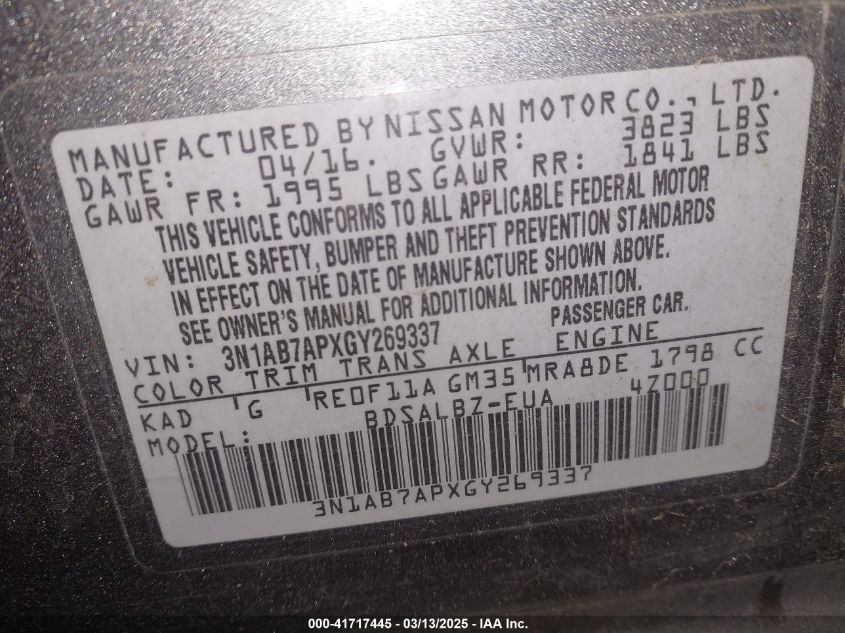 MANUFACTURED BY NISSAN MOTOR CO., LTD.
DATE: 04/16. GVWR: 3823 LBS
GAWR FR: 1995 LBS GAWR RR: 1841 LBS
THIS VEHICLE CONFORMS TO ALL APPLICABLE FEDERAL MOTOR
VEHICLE SAFETY, BUMPER AND THEFT PREVENTION STANDARDS
IN EFFECT ON THE DATE OF MANUFACTURE SHOWN ABOVE.
SEE OWNER'S MANUAL FOR ADDITIONAL INFORMATION.
VIN: 3N1AB7APXGY269337 PASSENGER CAR.
COLOR TRIM TRANS AXLE ENGINE
KAD G RE0F11A GM35 MRA8DE 1798 CC
MODEL: BDSALBZ-EUA 4Z000
3N1AB7APXGY269337
000-41717445 - 03/13/2025 - IAA Inc.